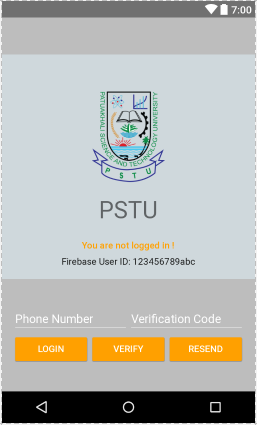 7:00
PATUAKHALI SCIENCE AND TECHNOLOGY UNIVERSITY
P S T U
PSTU
You are not logged in !
Firebase User ID: 123456789abc
Phone Number Verification Code
LOGIN VERIFY RESEND